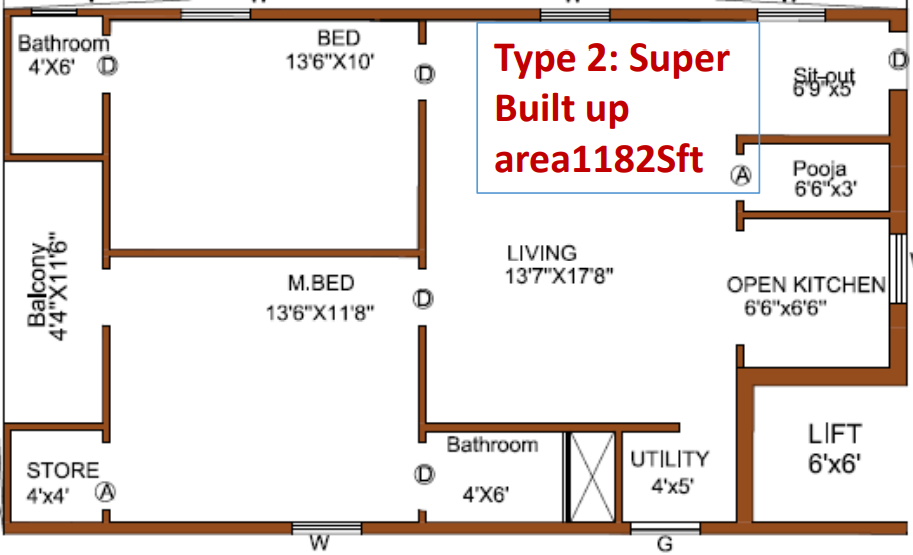 Bathroom
4'X6'
D
BED
13'6"X10'
D
Type 2: Super
Built up
area1182Sft
Sit-out
6'9"x5'
D
A
Pooja
6'6"x3'
Balcony
4'4"X11'6"
M.BED
13'6"X11'8"
D
LIVING
13'7"X17'8"
OPEN KITCHEN
6'6"x6'6"
STORE
4'x4'
A
D
Bathroom
4'X6'
UTILITY
4'x5'
LIFT
6'x6'
W
G